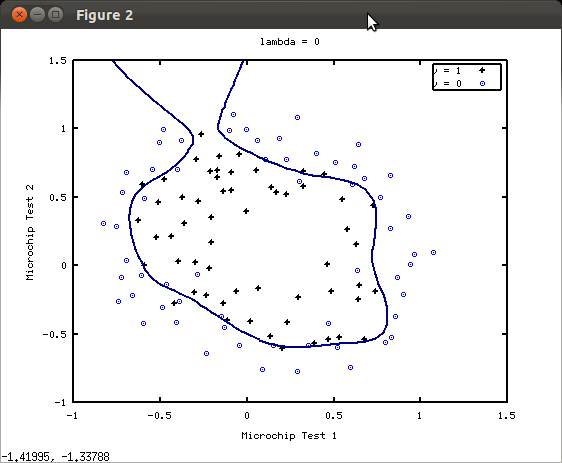 Figure 2
lambda = 0
y = 1
y = 0
1.5
1
0.5
0
-0.5
-1
Microchip Test 2
-1 -0.5 0 0.5 1 1.5
Microchip Test 1
-1.41995, -1.33788